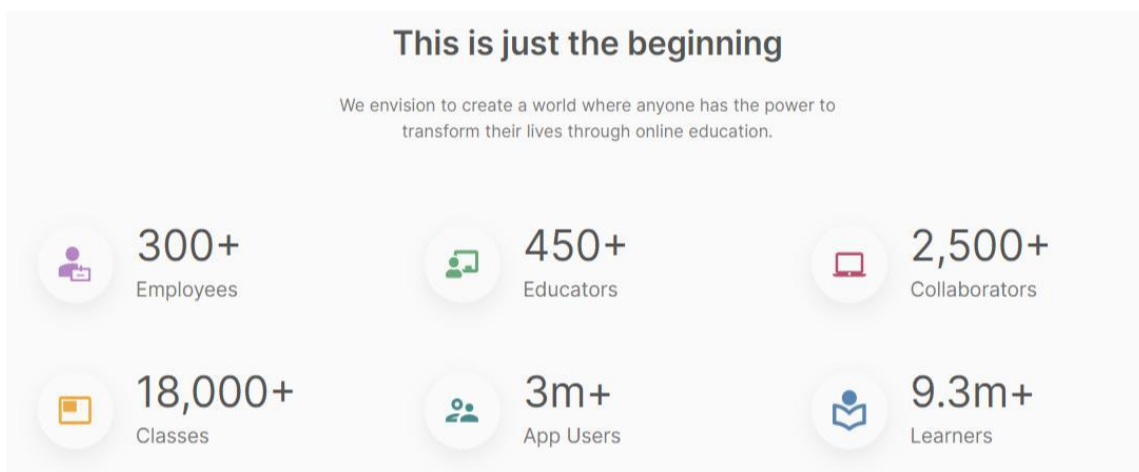 This is just the beginning
We envision to create a world where anyone has the power to
transform their lives through online education.
300+
Employees
450+
Educators
2,500+
Collaborators
18,000+
Classes
3m+
App Users
9.3m+
Learners